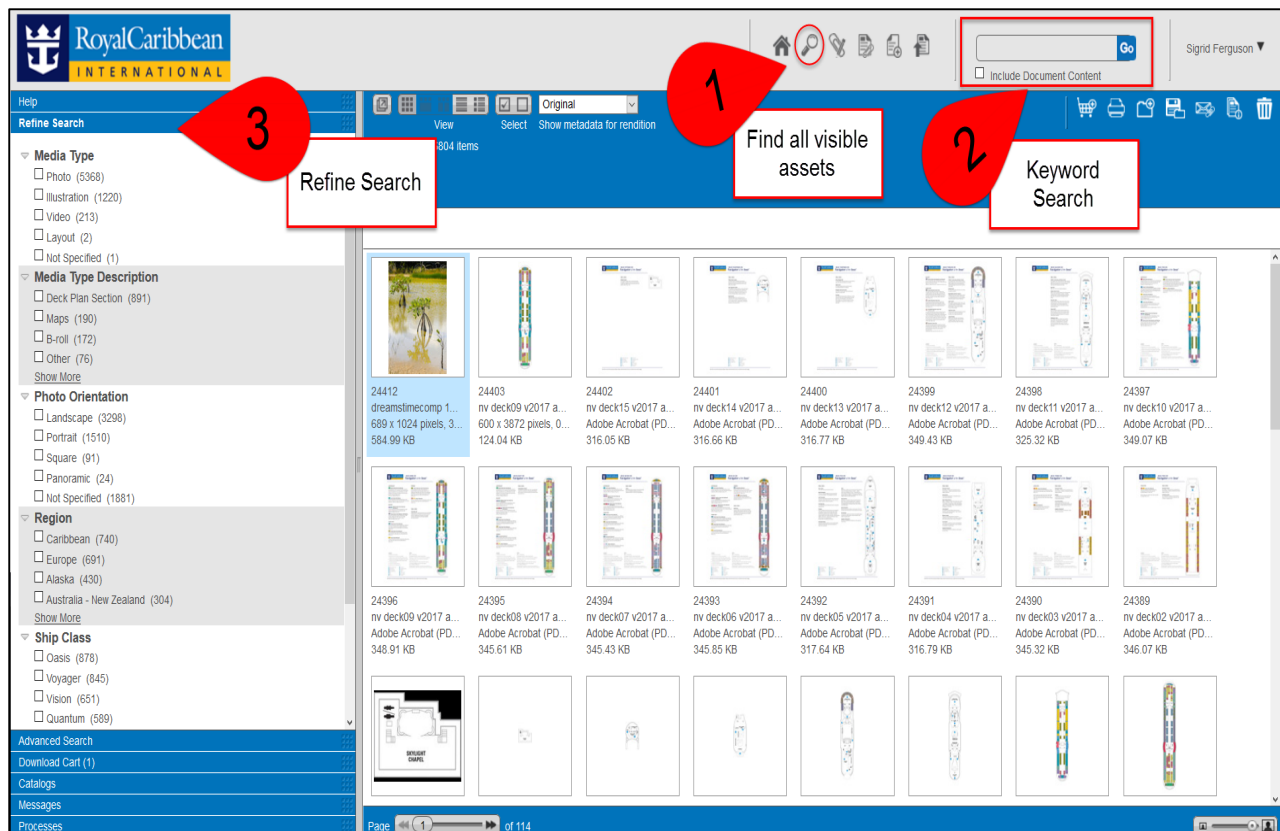 RoyalCaribbean
INTERNATIONAL
Go
Include Document Content
Sigrid Ferguson
Help
Refine Search
Original
View
Select
Show metadata for rendition
804 items
1
Find all visible
assets
2
Keyword
Search
3
Refine Search
Media Type
Photo (5368)
Illustration (1220)
Video (213)
Layout (2)
Not Specified (1)
Media Type Description
Deck Plan Section (891)
Maps (190)
B-roll (172)
Other (76)
Show More
Photo Orientation
Landscape (3298)
Portrait (1510)
Square (91)
Panoramic (24)
Not Specified (1881)
Region
Caribbean (740)
Europe (691)
Alaska (430)
Australia - New Zealand (304)
Show More
Ship Class
Oasis (878)
Voyager (845)
Vision (651)
Quantum (589)
Advanced Search
Download Cart (1)
Catalogs
Messages
Processes
24412
dreamstimecomp 1...
689 x 1024 pixels, 3...
584.99 KB
24403
nv deck09 v2017 a...
600 x 3872 pixels, 0...
124.04 KB
24402
nv deck15 v2017 a...
Adobe Acrobat (PD...
316.05 KB
24401
nv deck14 v2017 a...
Adobe Acrobat (PD...
316.66 KB
24400
nv deck13 v2017 a...
Adobe Acrobat (PD...
316.77 KB
24399
nv deck12 v2017 a...
Adobe Acrobat (PD...
349.43 KB
24398
nv deck11 v2017 a...
Adobe Acrobat (PD...
325.32 KB
24397
nv deck10 v2017 a...
Adobe Acrobat (PD...
349.07 KB
24396
nv deck09 v2017 a...
Adobe Acrobat (PD...
348.91 KB
24395
nv deck08 v2017 a...
Adobe Acrobat (PD...
345.61 KB
24394
nv deck07 v2017 a...
Adobe Acrobat (PD...
345.43 KB
24393
nv deck06 v2017 a...
Adobe Acrobat (PD...
345.85 KB
24392
nv deck05 v2017 a...
Adobe Acrobat (PD...
317.64 KB
24391
nv deck04 v2017 a...
Adobe Acrobat (PD...
316.79 KB
24390
nv deck03 v2017 a...
Adobe Acrobat (PD...
345.32 KB
24389
nv deck02 v2017 a...
Adobe Acrobat (PD...
346.07 KB
SKYLIGHT
CHAPEL
Page 1 of 114